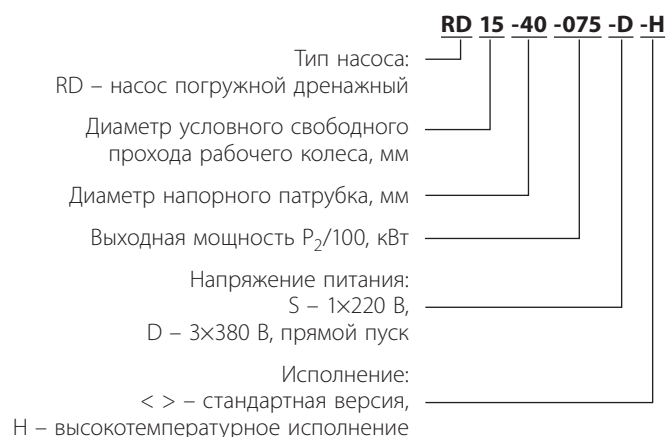 RD 15 -40 -075 -D -H
Тип насоса:
RD – насос погружной дренажный
Диаметр условного свободного
прохода рабочего колеса, мм
Диаметр напорного патрубка, мм
Выходная мощность P₂/100, кВт
Напряжение питания:
S – 1×220 В,
D – 3×380 В, прямой пуск
Исполнение:
< > – стандартная версия,
H – высокотемпературное исполнение